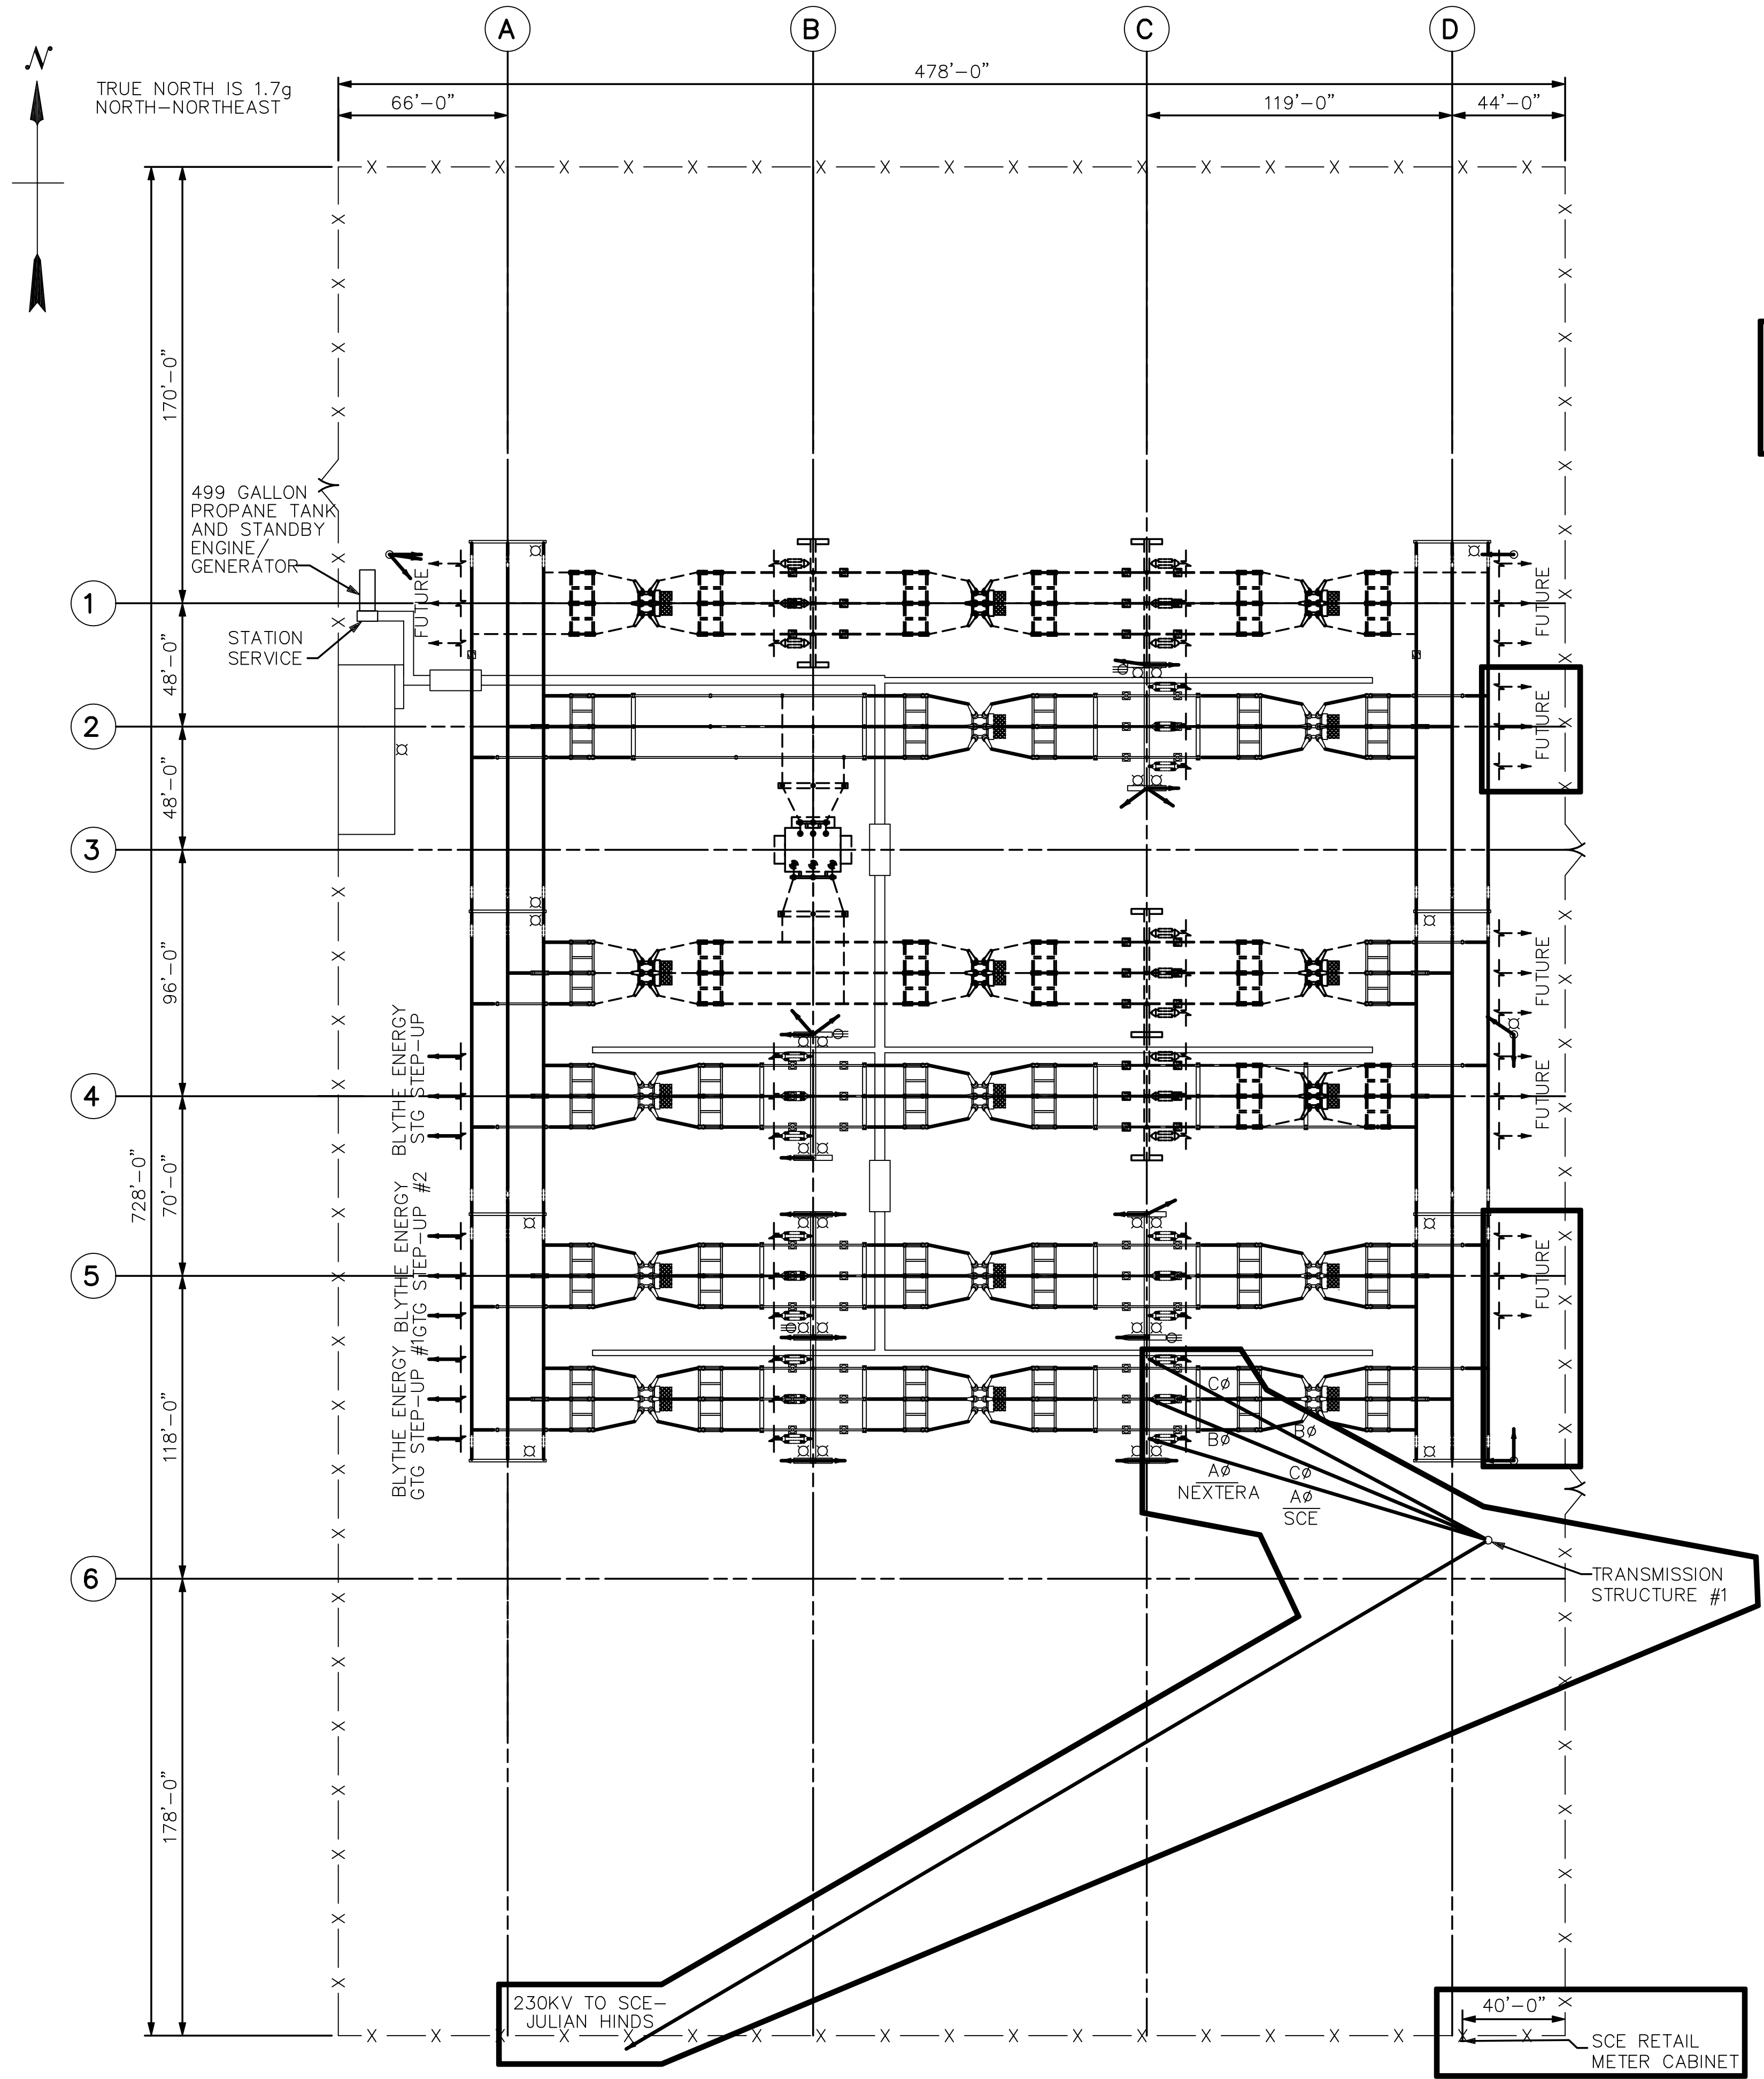 A
B
C
D
N
TRUE NORTH IS 1.7g
NORTH–NORTHEAST
478'–0"
66'–0"
119'–0"
44'–0"
170'–0"
499 GALLON
PROPANE TANK
AND STANDBY
ENGINE/
GENERATOR
FUTURE
FUTURE
1
STATION
SERVICE
48'–0"
FUTURE
2
48'–0"
3
96'–0"
FUTURE
BLYTHE ENERGY
STG STEP–UP
FUTURE
4
728'–0"
70'–0"
BLYTHE ENERGY
GTG STEP–UP #2
FUTURE
5
BLYTHE ENERGY
GTG STEP–UP #1
118'–0"
CØ
BØ
BØ
AØ
NEXTERA
CØ
AØ
SCE
6
TRANSMISSION
STRUCTURE #1
178'–0"
230KV TO SCE–
JULIAN HINDS
40'–0"
SCE RETAIL
METER CABINET